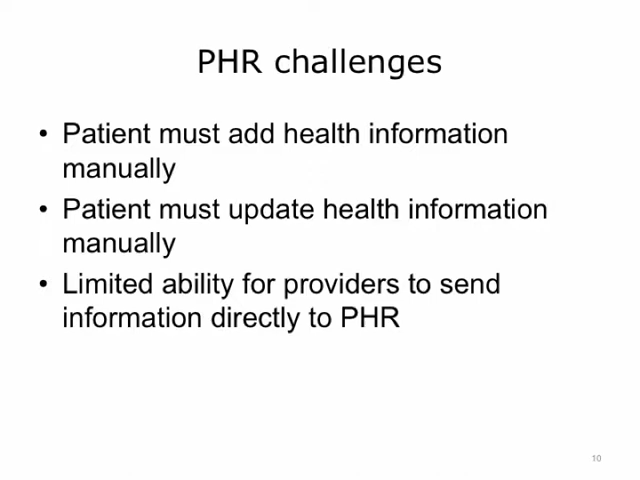 PHR challenges
• Patient must add health information
manually
• Patient must update health information
manually
• Limited ability for providers to send
information directly to PHR
10